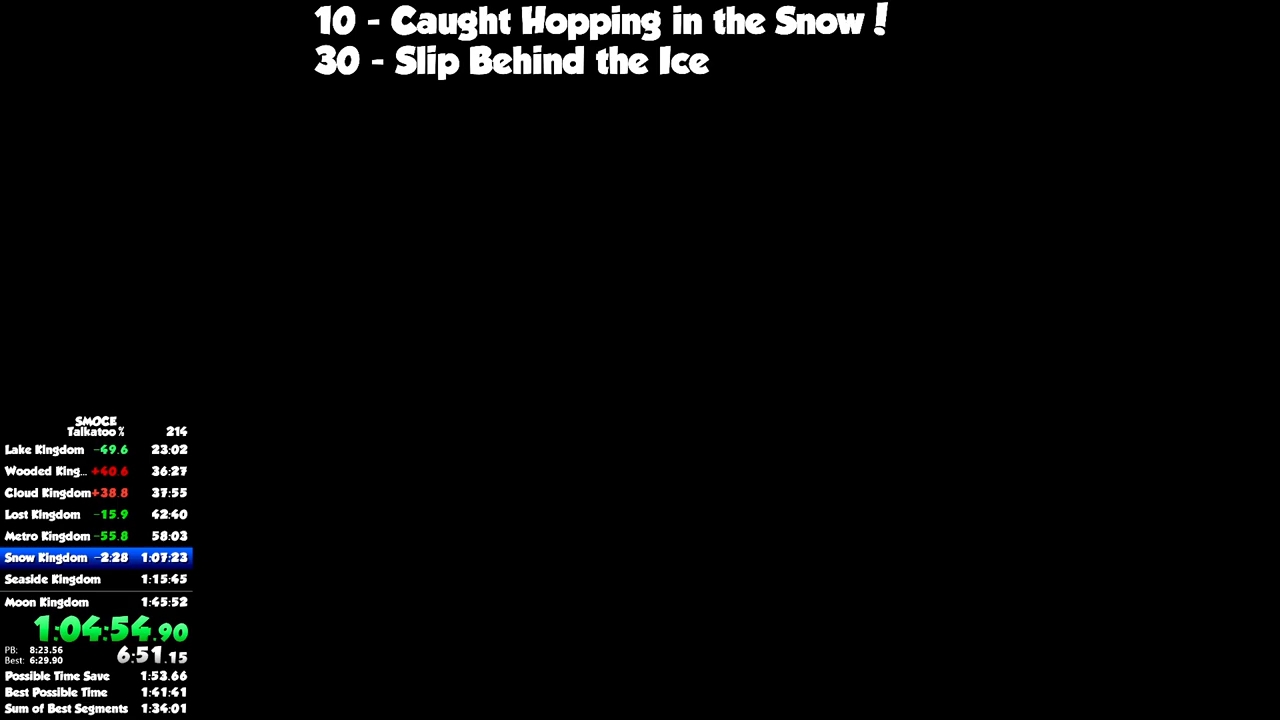 10 - Caught Hopping in the Snow!
30 - Slip Behind the Ice
SMOCE
Talkatoo% 214
Lake Kingdom -49.6 23:02
Wooded King... +40.6 36:27
Cloud Kingdom +38.8 37:55
Lost Kingdom -15.9 42:40
Metro Kingdom -55.8 58:03
Snow Kingdom -2:28 1:07:23
Seaside Kingdom 1:15:45
Moon Kingdom 1:45:52
1:04:54.90
PB: 8:23.56
Best: 6:29.90
6:51.15
Possible Time Save 1:53.66
Best Possible Time 1:41:41
Sum of Best Segments 1:34:01